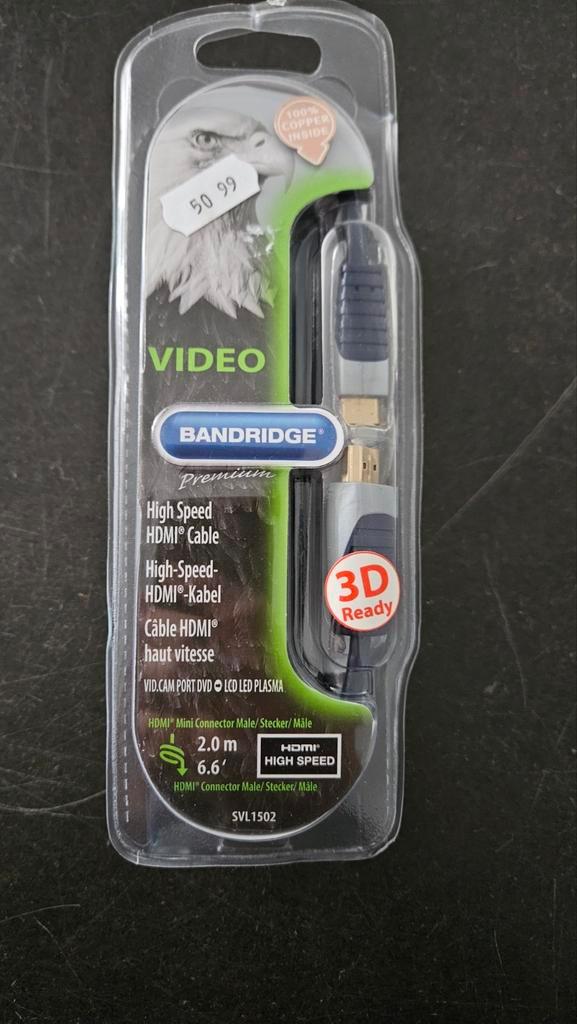 100%
COPPER
INSIDE
50 99
VIDEO
BANDRIDGE®
Premium
High Speed
HDMI® Cable
High-Speed-
HDMI®-Kabel
Câble HDMI®
haut vitesse
3D
Ready
VID.CAM PORT DVD LCD LED PLASMA
HDMI® Mini Connector Male/ Stecker/ Mâle
2.0 m
6.6′
HDMI®
HIGH SPEED
HDMI® Connector Male/ Stecker/ Mâle
SVL1502